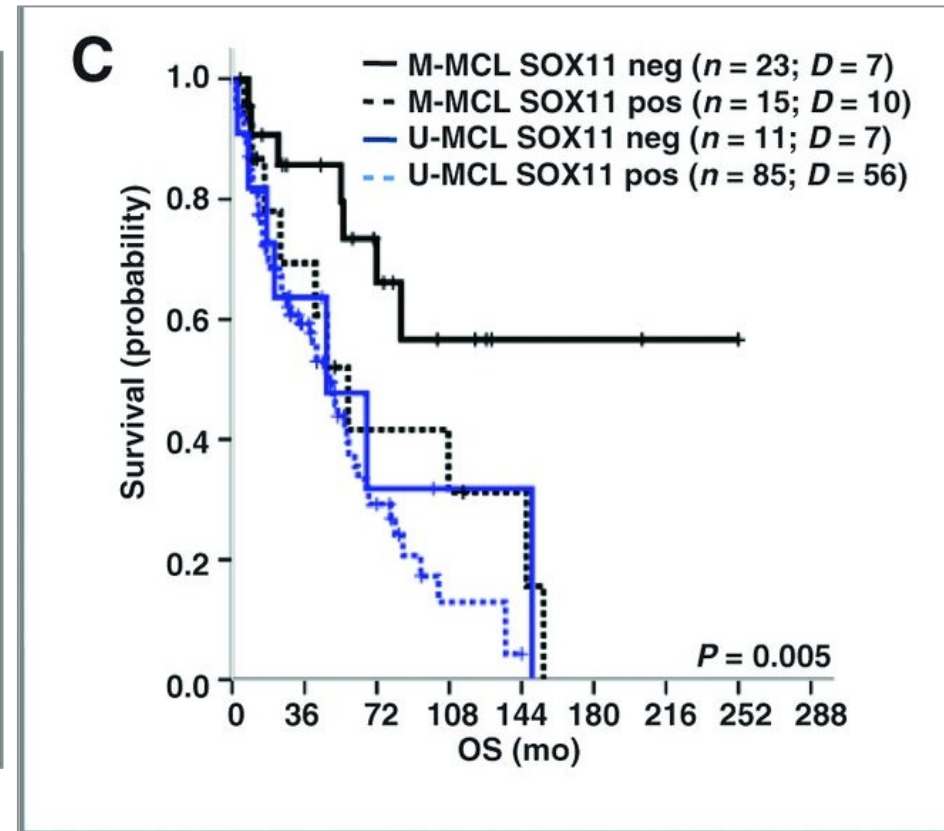 C
M-MCL SOX11 neg (n = 23; D = 7)
M-MCL SOX11 pos (n = 15; D = 10)
U-MCL SOX11 neg (n = 11; D = 7)
U-MCL SOX11 pos (n = 85; D = 56)
Survival (probability)
1.0
0.8
0.6
0.4
0.2
0.0
P = 0.005
0 36 72 108 144 180 216 252 288
OS (mo)